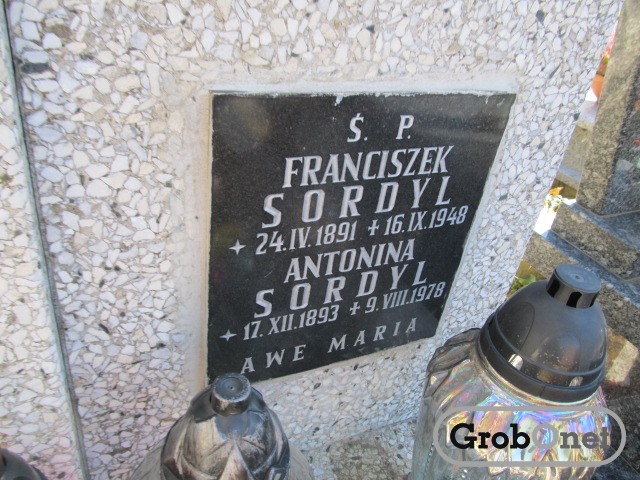 Ś. P.
FRANCISZEK
SORDYL
✦ 24.IV.1891 ✝ 16.IX.1948
ANTONINA
SORDYL
✦ 17.XII.1893 ✝ 9.VIII.1978
AWE MARIA
Grobonet